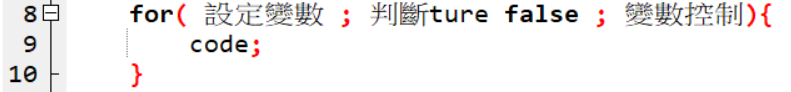 8 for( 設定變數 ; 判斷ture false ; 變數控制){
9 code;
10 }